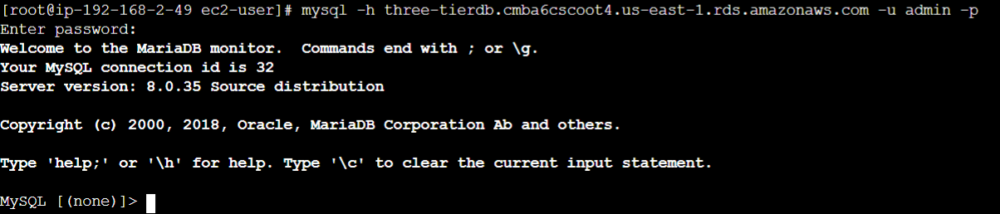 [root@ip-192-168-2-49 ec2-user]# mysql -h three-tierdb.cmba6cscoot4.us-east-1.rds.amazonaws.com -u admin -p
Enter password:
Welcome to the MariaDB monitor.  Commands end with ; or \g.
Your MySQL connection id is 32
Server version: 8.0.35 Source distribution
Copyright (c) 2000, 2018, Oracle, MariaDB Corporation Ab and others.
Type 'help;' or '\h' for help. Type '\c' to clear the current input statement.
MySQL [(none)]>